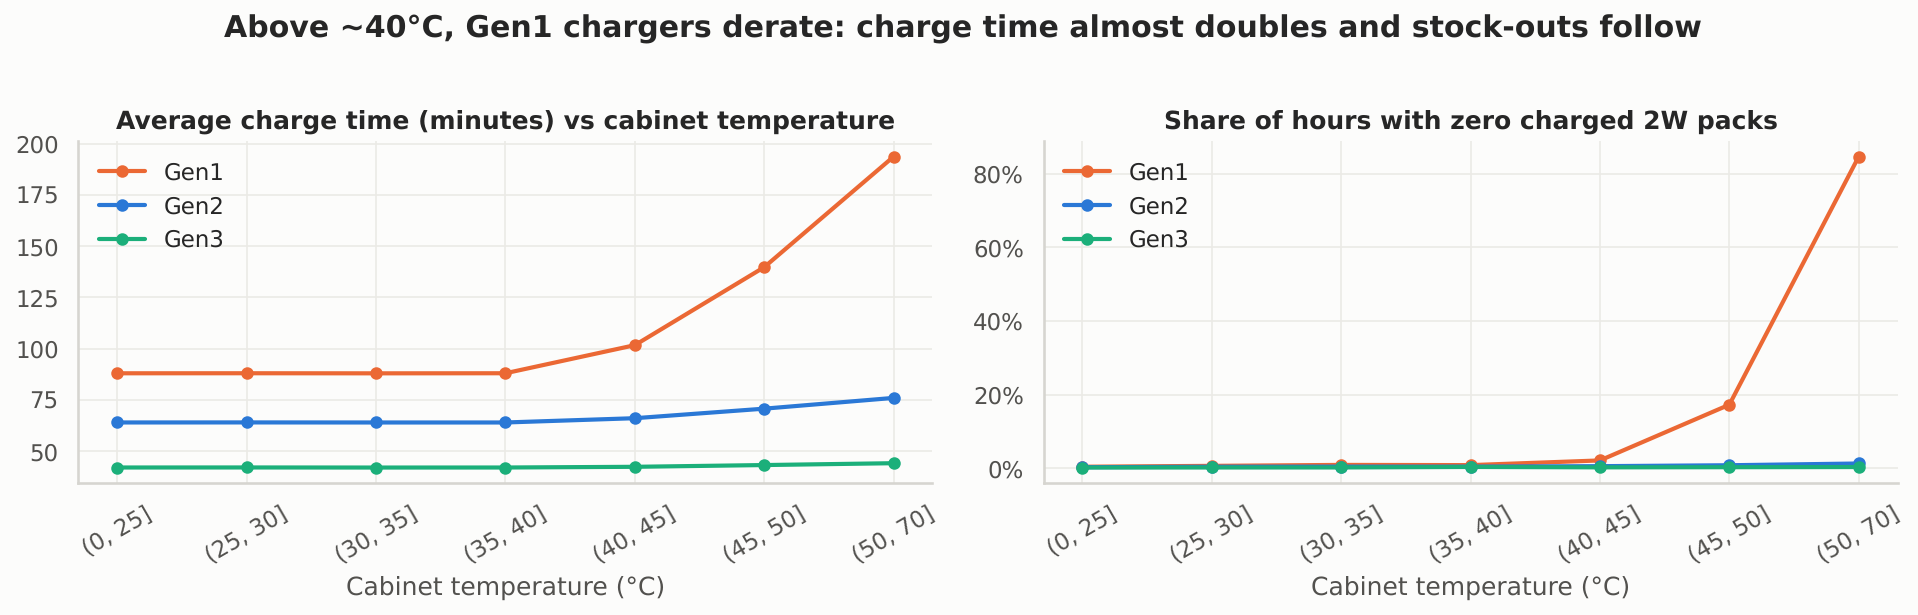 Above ~40°C, Gen1 chargers derate: charge time almost doubles and stock-outs follow
Average charge time (minutes) vs cabinet temperature
200
175
150
125
100
75
50
Gen1
Gen2
Gen3
(0, 25]
(25, 30]
(30, 35]
(35, 40]
(40, 45]
(45, 50]
(50, 70]
Cabinet temperature (°C)
Share of hours with zero charged 2W packs
80%
60%
40%
20%
0%
Gen1
Gen2
Gen3
(0, 25]
(25, 30]
(30, 35]
(35, 40]
(40, 45]
(45, 50]
(50, 70]
Cabinet temperature (°C)